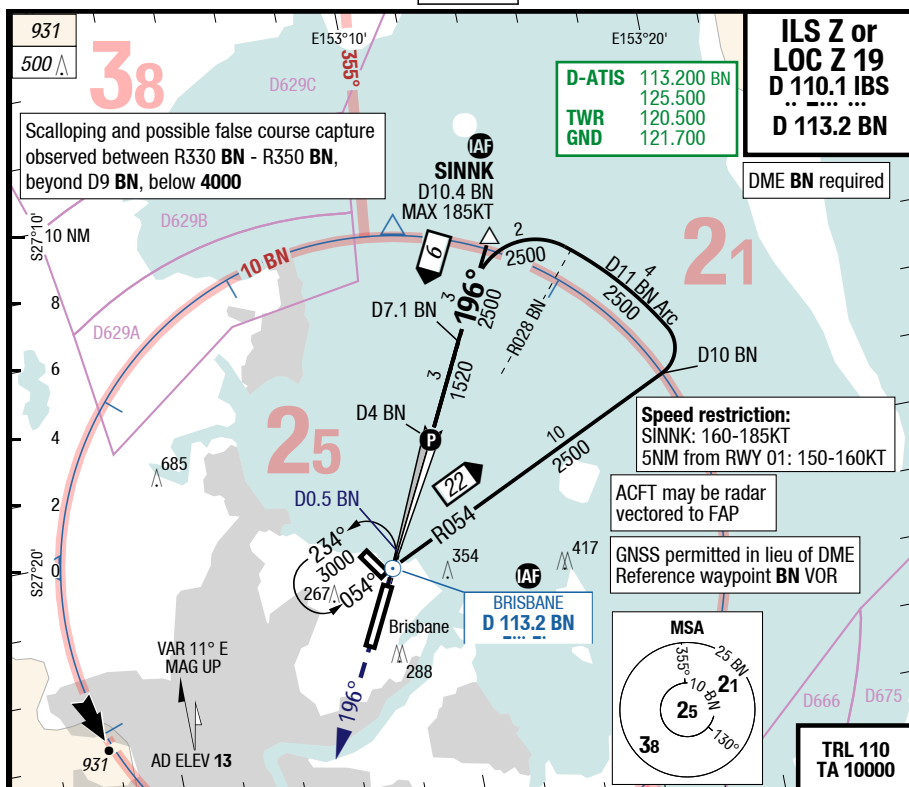 931
500
38
D629C
E153°10'
355°
E153°20'
D-ATIS 113.200 BN
125.500
TWR 120.500
GND 121.700
ILS Z or
LOC Z 19
D 110.1 IBS
D 113.2 BN
Scalloping and possible false course capture
observed between R330 BN - R350 BN,
beyond D9 BN, below 4000
DME BN required
IAF
SINNK
D10.4 BN
MAX 185KT
D629B
S27°10'
10 NM
10 BN
9
2
2500
21
4
D11 BN Arc
2500
196°
3
2500
R028 BN
8
D7.1 BN
D629A
D10 BN
6
3
1520
Speed restriction:
SINNK: 160-185KT
5NM from RWY 01: 150-160KT
D4 BN
P
10
2500
4
25
685
22
ACFT may be radar
vectored to FAP
2
D0.5 BN
R054
234°
3000
054°
267
354
417
GNSS permitted in lieu of DME
Reference waypoint BN VOR
S27°20'
0
IAF
BRISBANE
D 113.2 BN
Brisbane
288
MSA
355°
25 BN
10 BN
21
25
38
130°
VAR 11° E
MAG UP
196°
D666
D675
931
AD ELEV 13
TRL 110
TA 10000